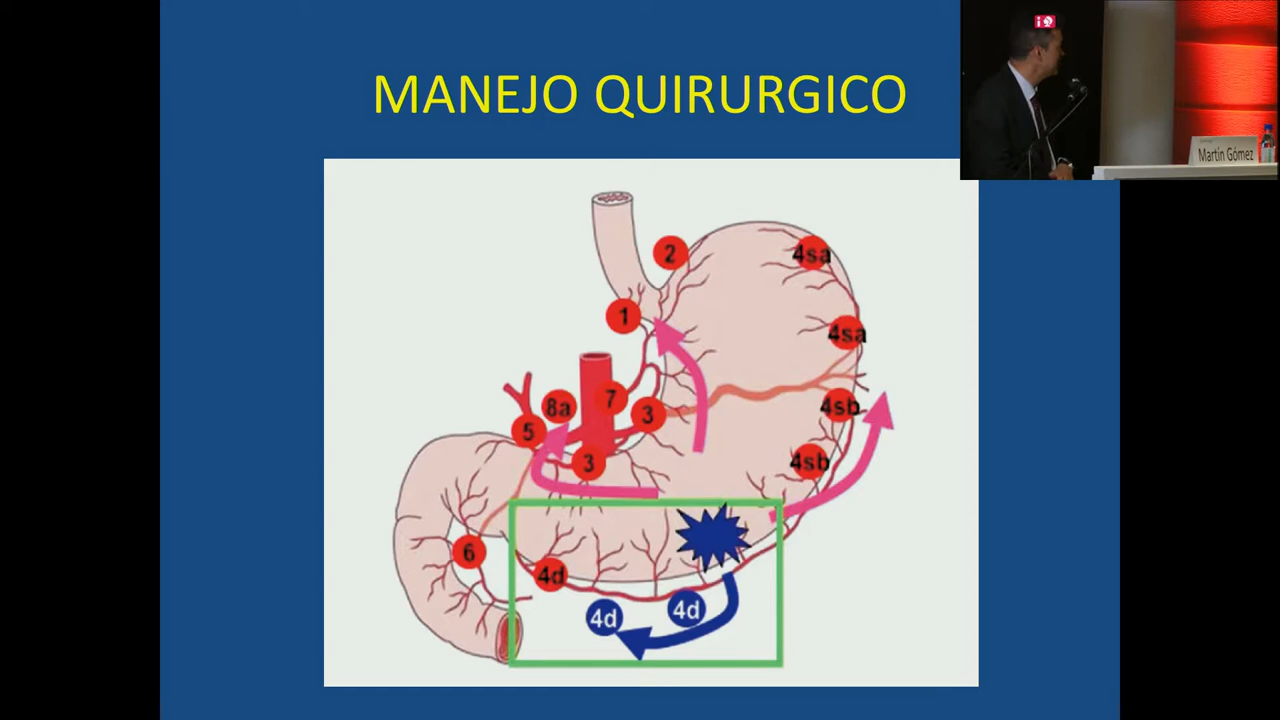 MANEJO QUIRURGICO
Martín Gómez
2
4sa
1
4sa
7
8a
3
4sb
5
3
4sb
6
4d
4d
4d